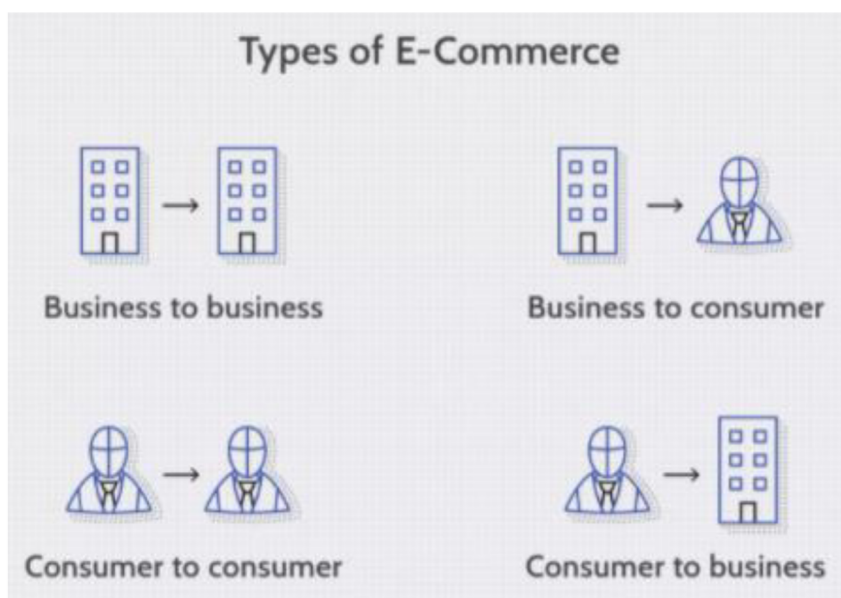 Types of E-Commerce
Business to business
Business to consumer
Consumer to consumer
Consumer to business